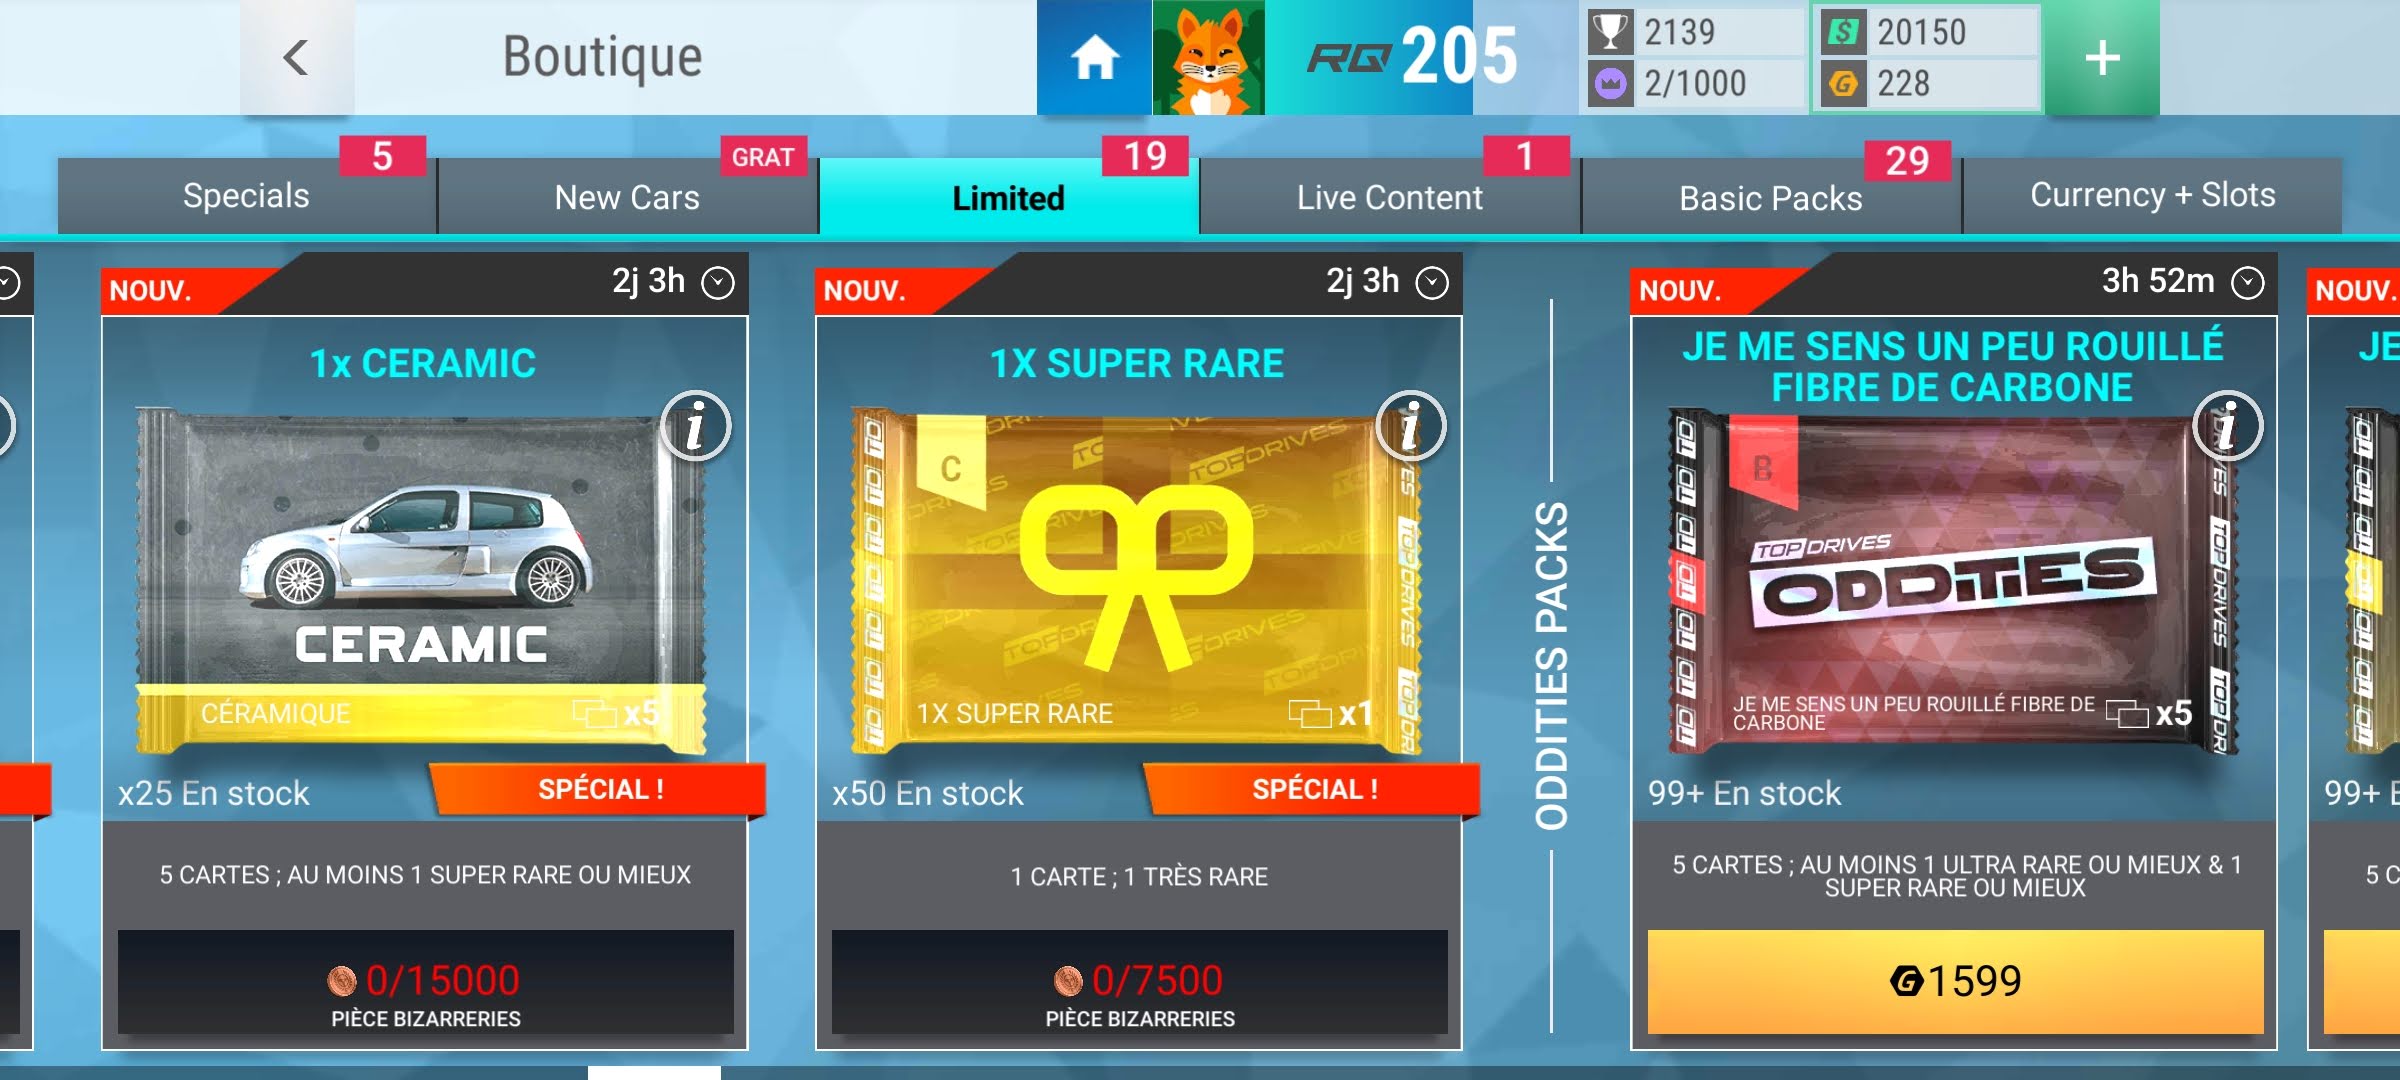 Boutique
RQ 205
2139
2/1000
20150
228
+
Specials
5
New Cars
GRAT
Limited
19
Live Content
1
Basic Packs
29
Currency + Slots
NOUV.
2j 3h
1x CERAMIC
i
CERAMIC
CÉRAMIQUE
x5
x25 En stock
SPÉCIAL !
5 CARTES ; AU MOINS 1 SUPER RARE OU MIEUX
0/15000
PIÈCE BIZARRERIES
NOUV.
2j 3h
1X SUPER RARE
i
C
1X SUPER RARE
x1
x50 En stock
SPÉCIAL !
1 CARTE ; 1 TRÈS RARE
0/7500
PIÈCE BIZARRERIES
ODDITIES PACKS
NOUV.
3h 52m
JE ME SENS UN PEU ROUILLÉ
FIBRE DE CARBONE
i
B
TOPDRIVES
ODDITIES
JE ME SENS UN PEU ROUILLÉ FIBRE DE
CARBONE
x5
99+ En stock
5 CARTES ; AU MOINS 1 ULTRA RARE OU MIEUX & 1
SUPER RARE OU MIEUX
1599
NOUV.
JE
99+ E
5 C